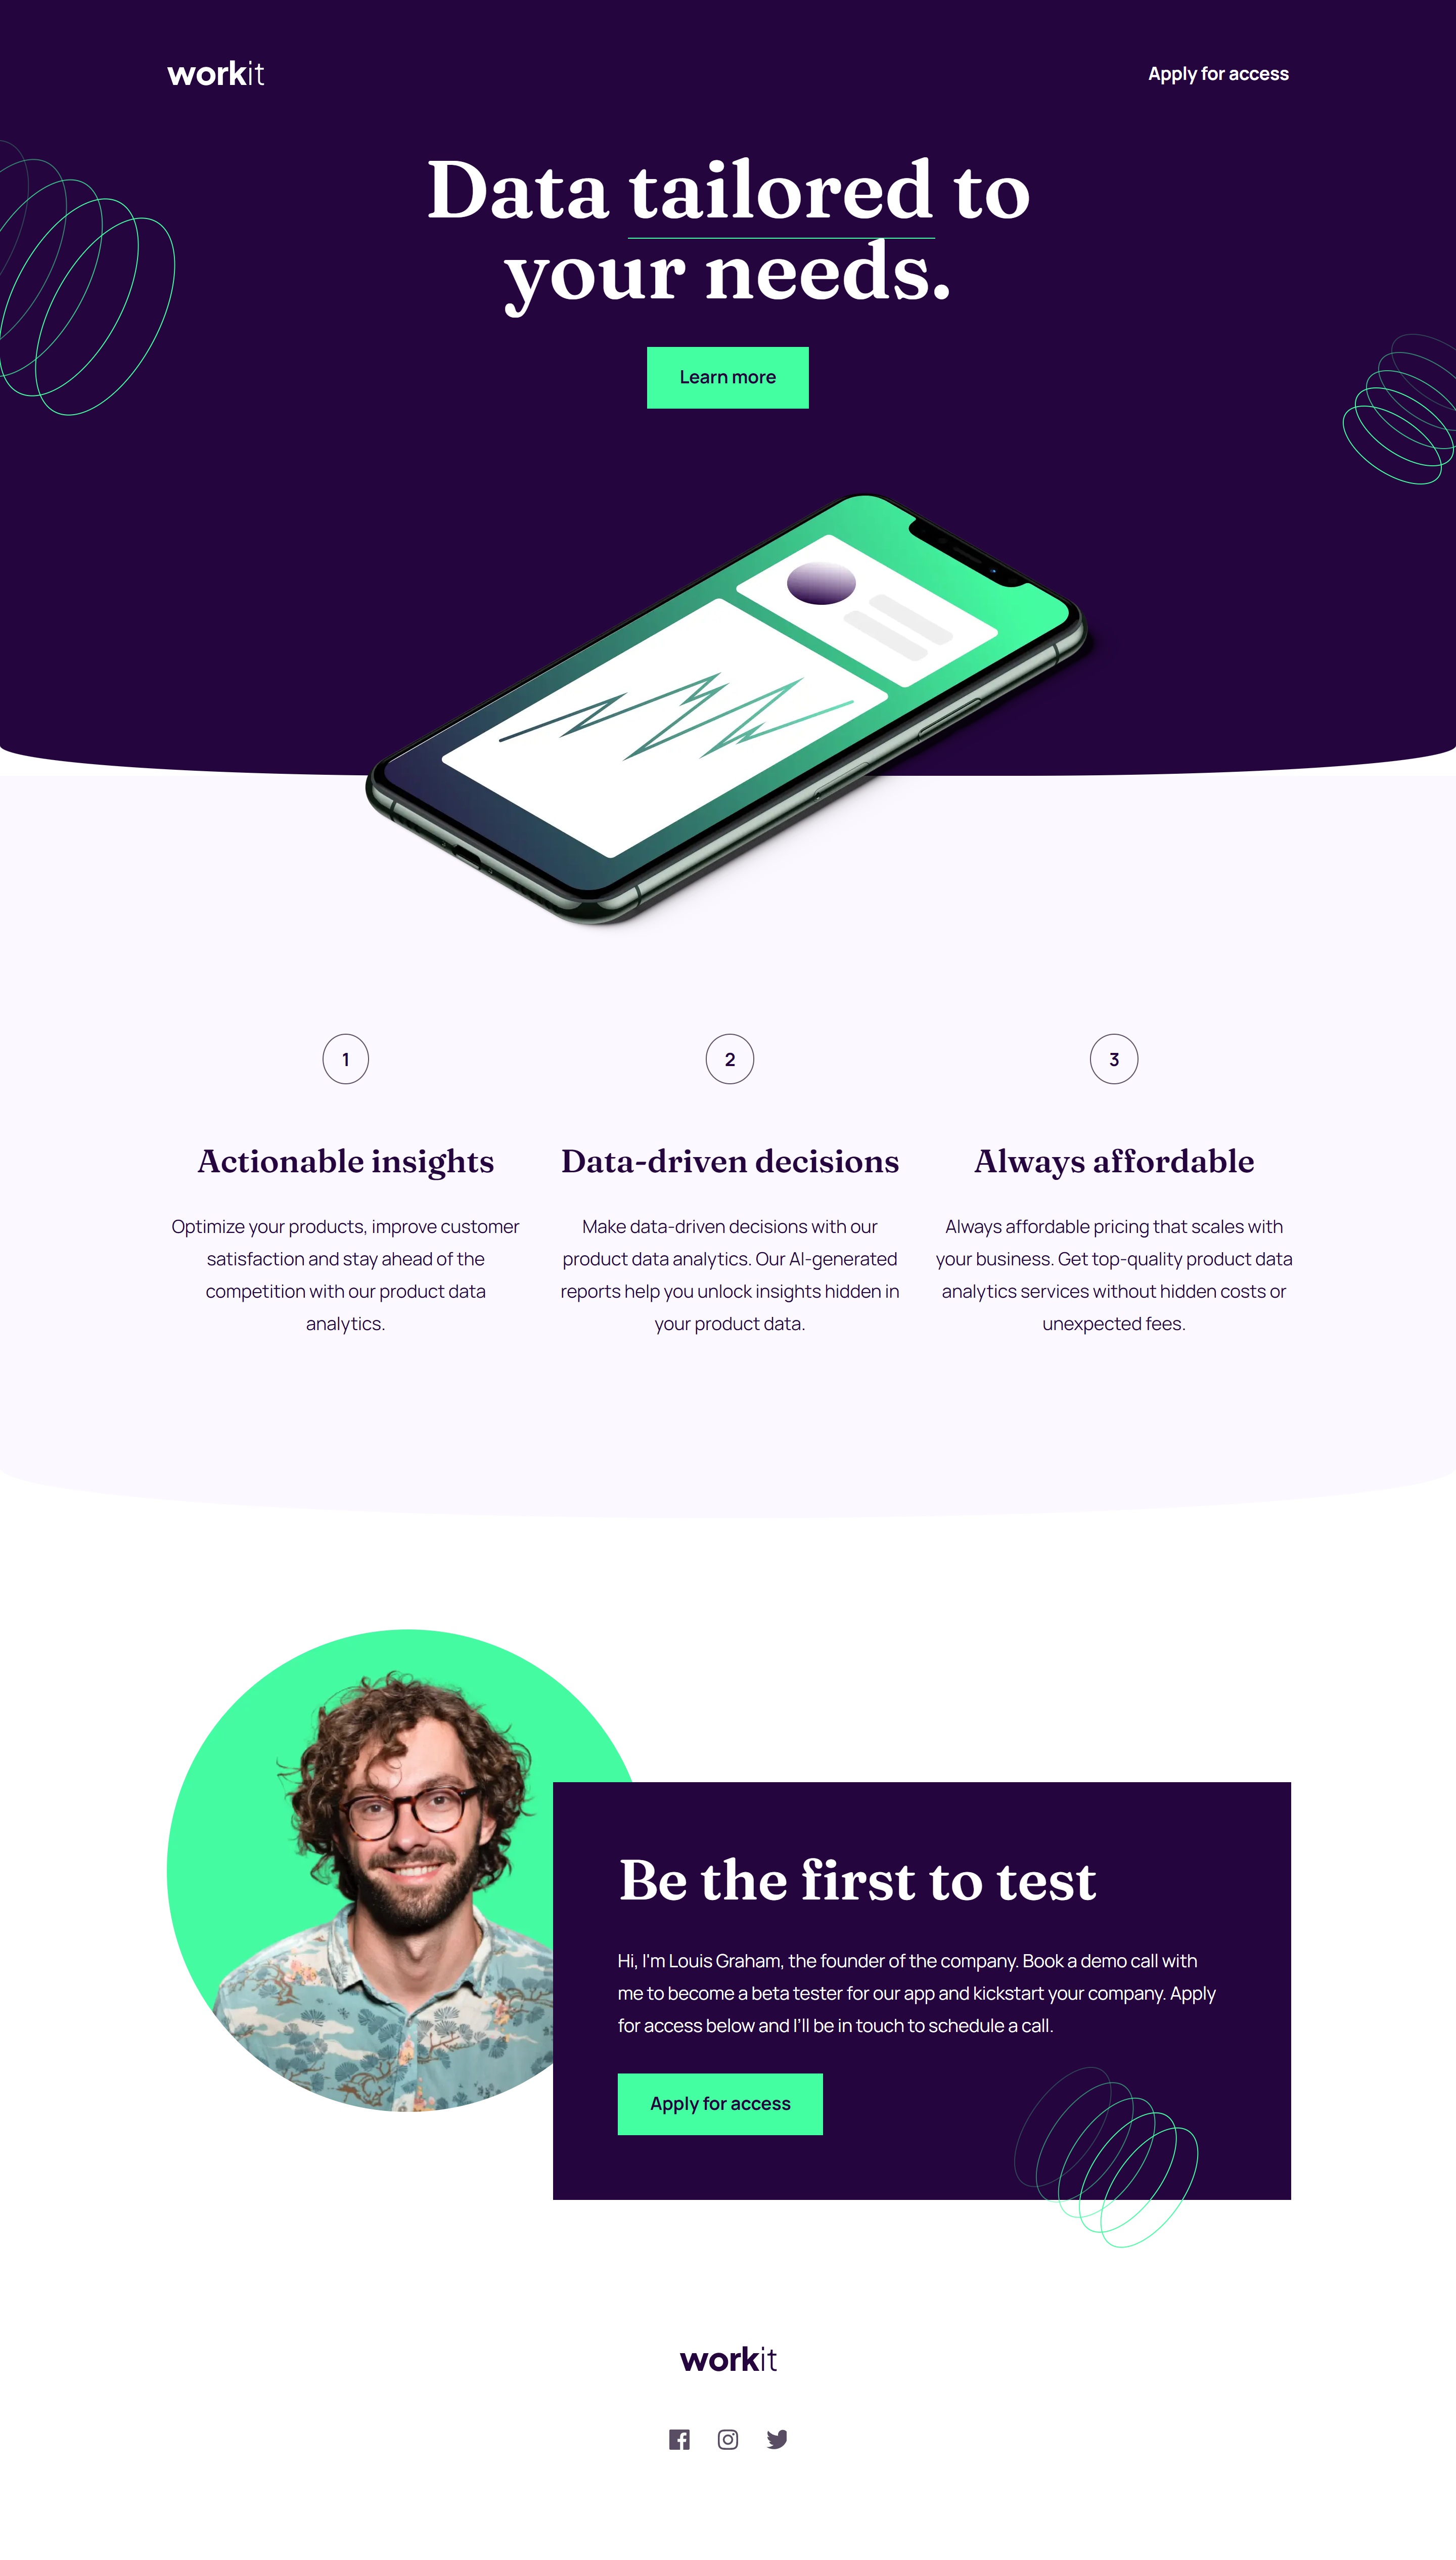 workit
Apply for access
Data tailored to
your needs.
Learn more
1
2
3
Actionable insights
Data-driven decisions
Always affordable
Optimize your products, improve customer
satisfaction and stay ahead of the
competition with our product data
analytics.
Make data-driven decisions with our
product data analytics. Our AI-generated
reports help you unlock insights hidden in
your product data.
Always affordable pricing that scales with
your business. Get top-quality product data
analytics services without hidden costs or
unexpected fees.
Be the first to test
Hi, I'm Louis Graham, the founder of the company. Book a demo call with
me to become a beta tester for our app and kickstart your company. Apply
for access below and I'll be in touch to schedule a call.
Apply for access
workit